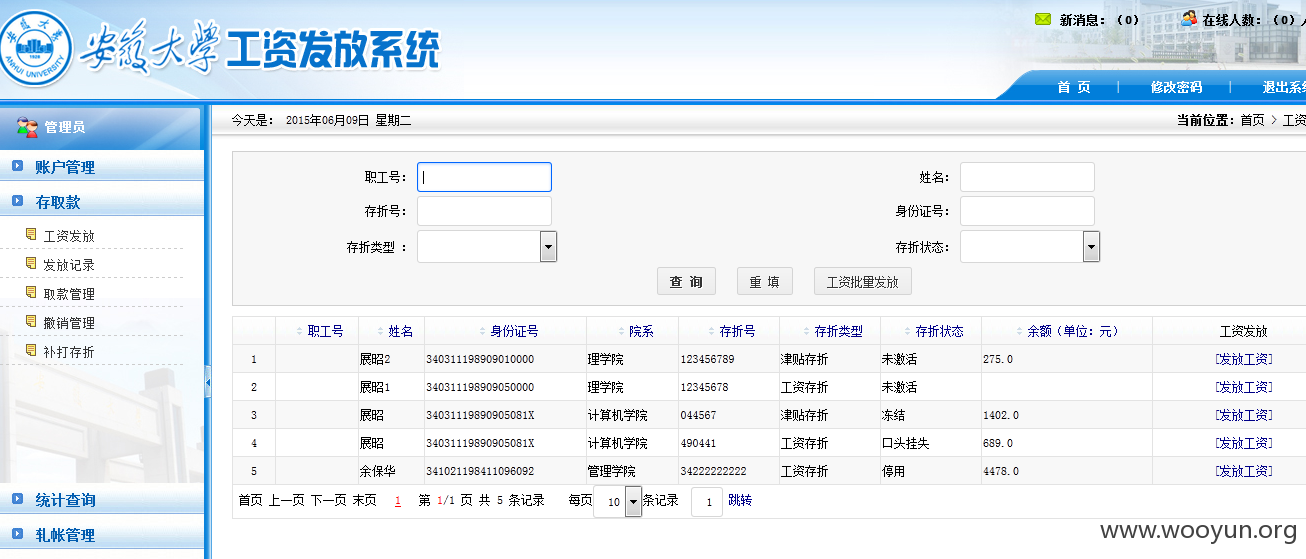 新消息：（0） 在线人数：（0）
安徽大学工资发放系统
ANHUI UNIVERSITY
首 页 | 修改密码 | 退出系统
管理员
今天是： 2015年06月09日 星期二
当前位置：首页 > 工资
账户管理
存取款
工资发放
发放记录
取款管理
撤销管理
补打存折
统计查询
轧帐管理
职工号：
姓名：
存折号：
身份证号：
存折类型 ：
存折状态：
查 询 重 填 工资批量发放
职工号 姓名 身份证号 院系 存折号 存折类型 存折状态 余额（单位：元） 工资发放
1 展昭2 340311198909010000 理学院 123456789 津贴存折 未激活 275.0 [发放工资]
2 展昭1 340311198909050000 理学院 12345678 工资存折 未激活 [发放工资]
3 展昭 34031119890905081X 计算机学院 044567 津贴存折 冻结 1402.0 [发放工资]
4 展昭 34031119890905081X 计算机学院 490441 工资存折 口头挂失 689.0 [发放工资]
5 余保华 341021198411096092 管理学院 34222222222 工资存折 停用 4478.0 [发放工资]
首页 上一页 下一页 末页 1 第 1/1 页 共 5 条记录 每页 10 条记录 1 跳转
www.wooyun.org